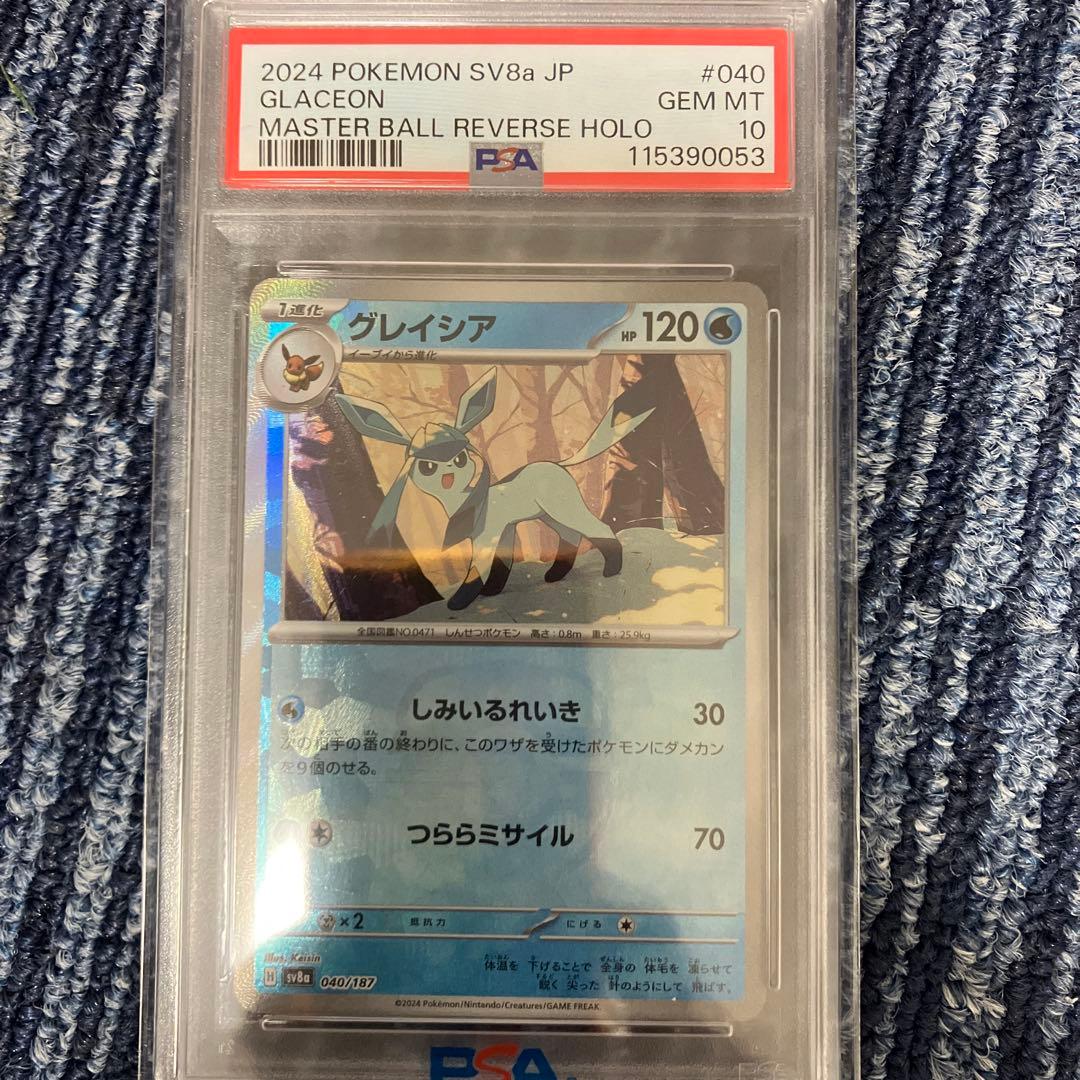 2024 POKEMON SV8a JP #040
GLACEON GEM MT
MASTER BALL REVERSE HOLO 10
PSA 115390053
1進化 グレイシア HP 120
イーブイから進化
全国図鑑NO.0471 しんせつポケモン 高さ:0.8m 重さ:25.9kg
しみいるれいき 30
次の相手の番の終わりに、このワザを受けたポケモンにダメカン
を9個のせる。
つららミサイル 70
×2 抵抗力 にげる
Illus. Keisin
H sv8a 040/187
体温を 下げることで 全身の 体毛を 凍らせて
鋭く 尖った 針のようにして 飛ばす。
©2024 Pokémon/Nintendo/Creatures/GAME FREAK
PSA